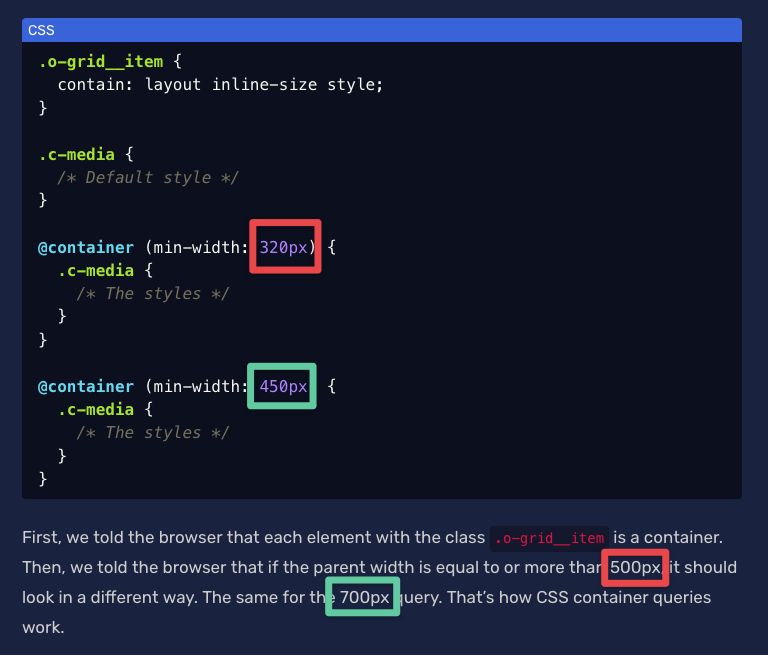 CSS
.o-grid__item {
contain: layout inline-size style;
}
.c-media {
/* Default style */
}
@container (min-width: 320px) {
.c-media {
/* The styles */
}
}
@container (min-width: 450px {
.c-media {
/* The styles */
}
}
First, we told the browser that each element with the class .o-grid__item is a container.
Then, we told the browser that if the parent width is equal to or more than 500px, it should
look in a different way. The same for the 700px query. That's how CSS container queries
work.